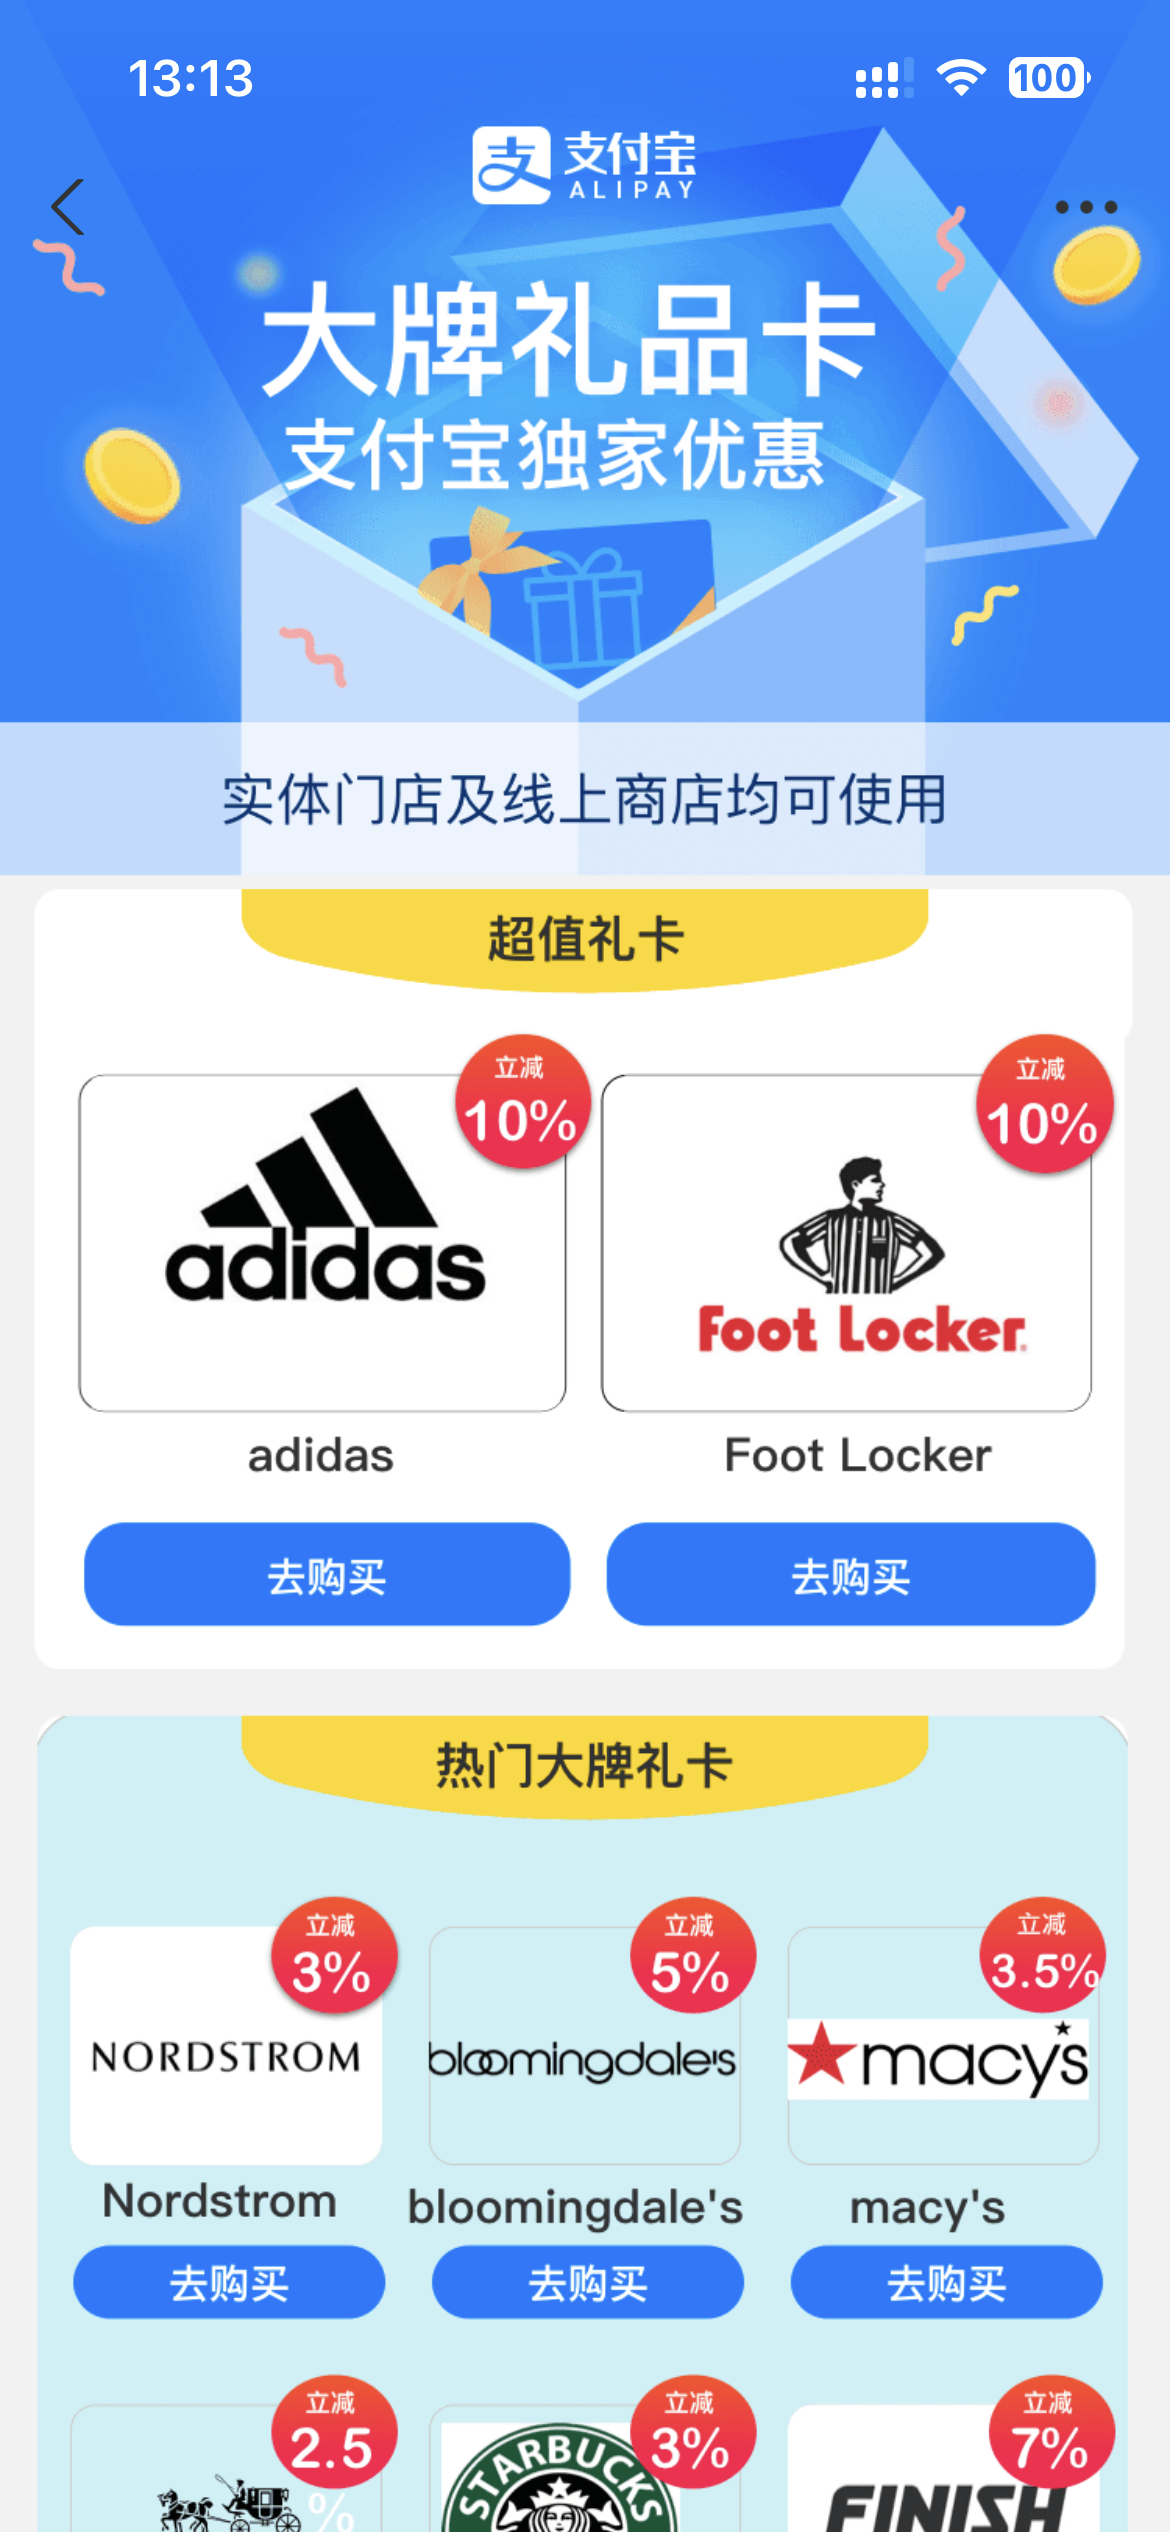 13:13
100
支 支付宝
ALIPAY
大牌礼品卡
支付宝独家优惠
实体门店及线上商店均可使用
超值礼卡
立减
10%
立减
10%
adidas
Foot Locker
adidas
Foot Locker
去购买
去购买
热门大牌礼卡
立减
3%
立减
5%
立减
3.5%
NORDSTROM
bloomingdale's
macy's
Nordstrom
bloomingdale's
macy's
去购买
去购买
去购买
立减
2.5
%
立减
3%
立减
7%
STARBUCKS
FINISH